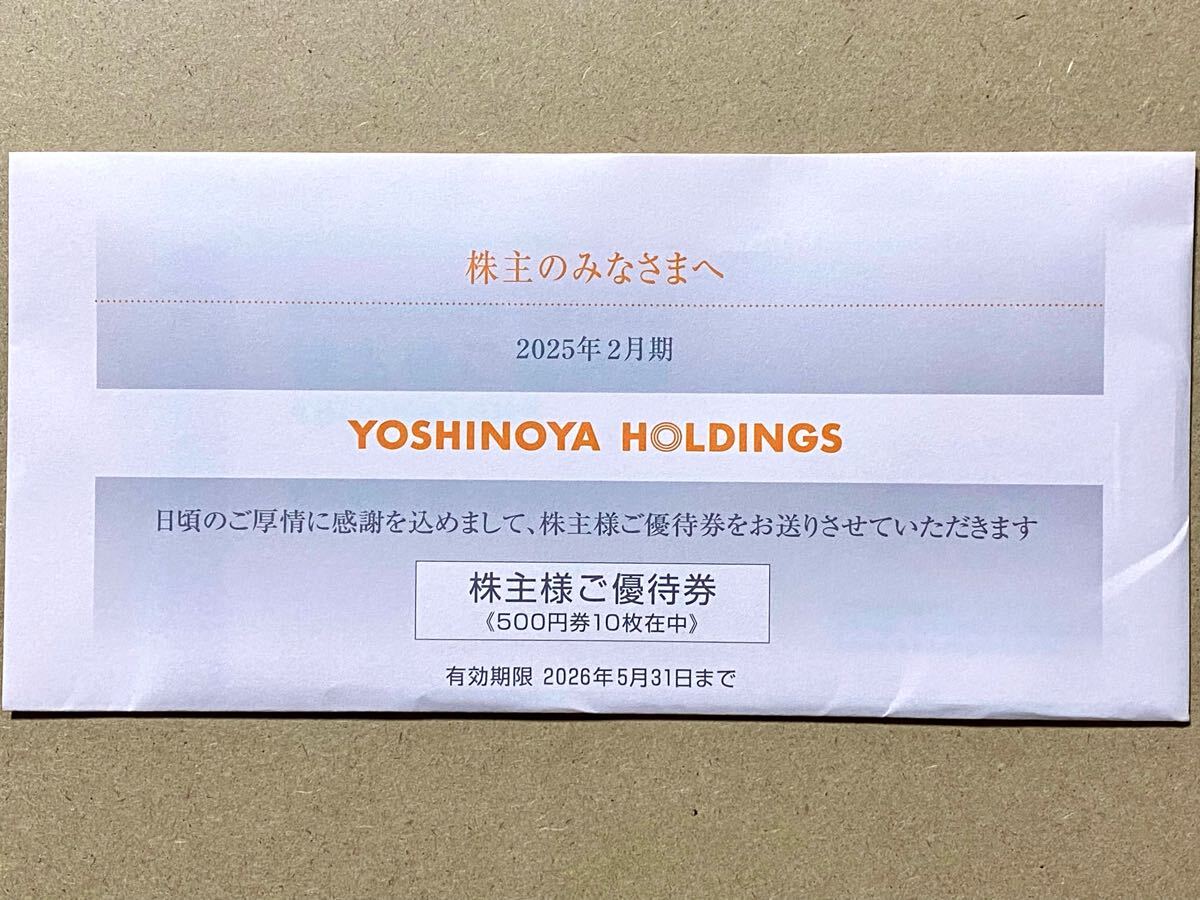 株主のみなさまへ
2025年2月期
YOSHINOYA HOLDINGS
日頃のご厚情に感謝を込めまして、株主様ご優待券をお送りさせていただきます
株主様ご優待券
《500円券10枚在中》
有効期限 2026年5月31日まで